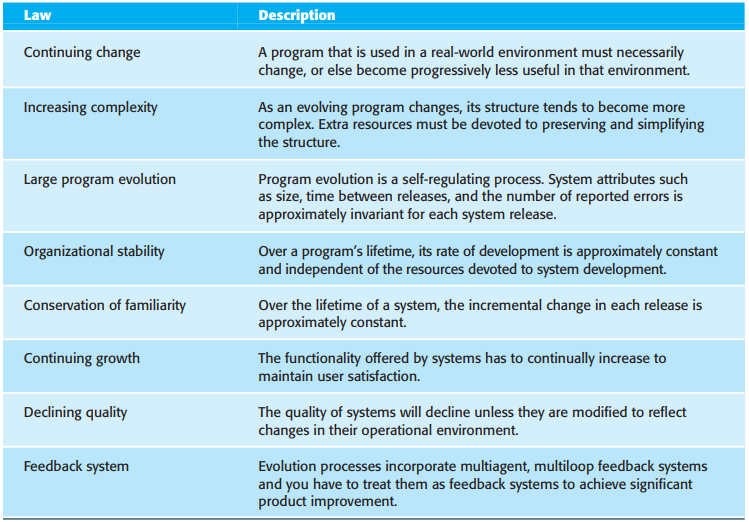 Law Description
Continuing change A program that is used in a real-world environment must necessarily
change, or else become progressively less useful in that environment.
Increasing complexity As an evolving program changes, its structure tends to become more
complex. Extra resources must be devoted to preserving and simplifying
the structure.
Large program evolution Program evolution is a self-regulating process. System attributes such
as size, time between releases, and the number of reported errors is
approximately invariant for each system release.
Organizational stability Over a program’s lifetime, its rate of development is approximately constant
and independent of the resources devoted to system development.
Conservation of familiarity Over the lifetime of a system, the incremental change in each release is
approximately constant.
Continuing growth The functionality offered by systems has to continually increase to
maintain user satisfaction.
Declining quality The quality of systems will decline unless they are modified to reflect
changes in their operational environment.
Feedback system Evolution processes incorporate multiagent, multiloop feedback systems
and you have to treat them as feedback systems to achieve significant
product improvement.